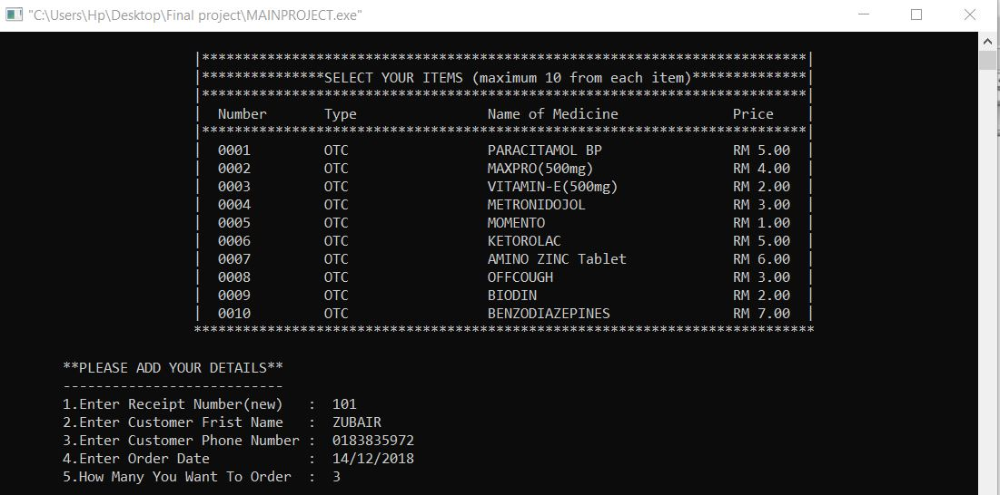 "C:\Users\Hp\Desktop\Final project\MAINPROJECT.exe"
|**************************************************************************|
|***************SELECT YOUR ITEMS (maximum 10 from each item)**************|
|**************************************************************************|
|  Number       Type                Name of Medicine              Price    |
|**************************************************************************|
|  0001         OTC                 PARACITAMOL BP                RM 5.00  |
|  0002         OTC                 MAXPRO(500mg)                 RM 4.00  |
|  0003         OTC                 VITAMIN-E(500mg)              RM 2.00  |
|  0004         OTC                 METRONIDOJOL                  RM 3.00  |
|  0005         OTC                 MOMENTO                       RM 1.00  |
|  0006         OTC                 KETOROLAC                     RM 5.00  |
|  0007         OTC                 AMINO ZINC Tablet             RM 6.00  |
|  0008         OTC                 OFFCOUGH                      RM 3.00  |
|  0009         OTC                 BIODIN                        RM 2.00  |
|  0010         OTC                 BENZODIAZEPINES               RM 7.00  |
****************************************************************************
**PLEASE ADD YOUR DETAILS**
---------------------------
1.Enter Receipt Number(new)   :  101
2.Enter Customer Frist Name   :  ZUBAIR
3.Enter Customer Phone Number :  0183835972
4.Enter Order Date            :  14/12/2018
5.How Many You Want To Order  :  3